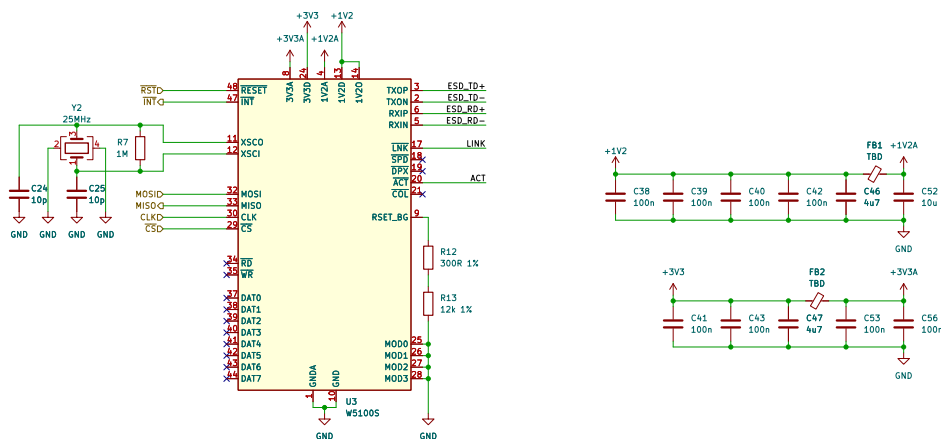 +3V3
+1V2
+3V3A
+1V2A
8
24
4
13
14
3V3A
3V3D
1V2A
1V2D
1V2O
RST
48
RESET
INT
47
INT
Y2
25MHz
3
2
4
1
R7
1M
11
XSCO
12
XSCI
C24
10p
C25
10p
GND
GND
GND
GND
MOSI
32
MOSI
MISO
33
MISO
CLK
30
CLK
CS
29
CS
34
RD
35
WR
37
DAT0
38
DAT1
39
DAT2
40
DAT3
41
DAT4
42
DAT5
43
DAT6
44
DAT7
TXOP
3
ESD_TD+
TXON
2
ESD_TD-
RXIP
6
ESD_RD+
RXIN
5
ESD_RD-
LNK
17
LINK
SPD
18
DPX
19
ACT
20
ACT
COL
21
RSET_BG
9
R12
300R 1%
R13
12k 1%
MOD0
25
MOD1
26
MOD2
27
MOD3
28
GNDA
GND
1
10
U3
W5100S
GND
GND
+1V2
FB1
TBD
+1V2A
C38
100n
C39
100n
C40
100n
C42
100n
C46
4u7
C52
10u
GND
+3V3
FB2
TBD
+3V3A
C41
100n
C43
100n
C47
4u7
C53
100n
C56
100n
GND